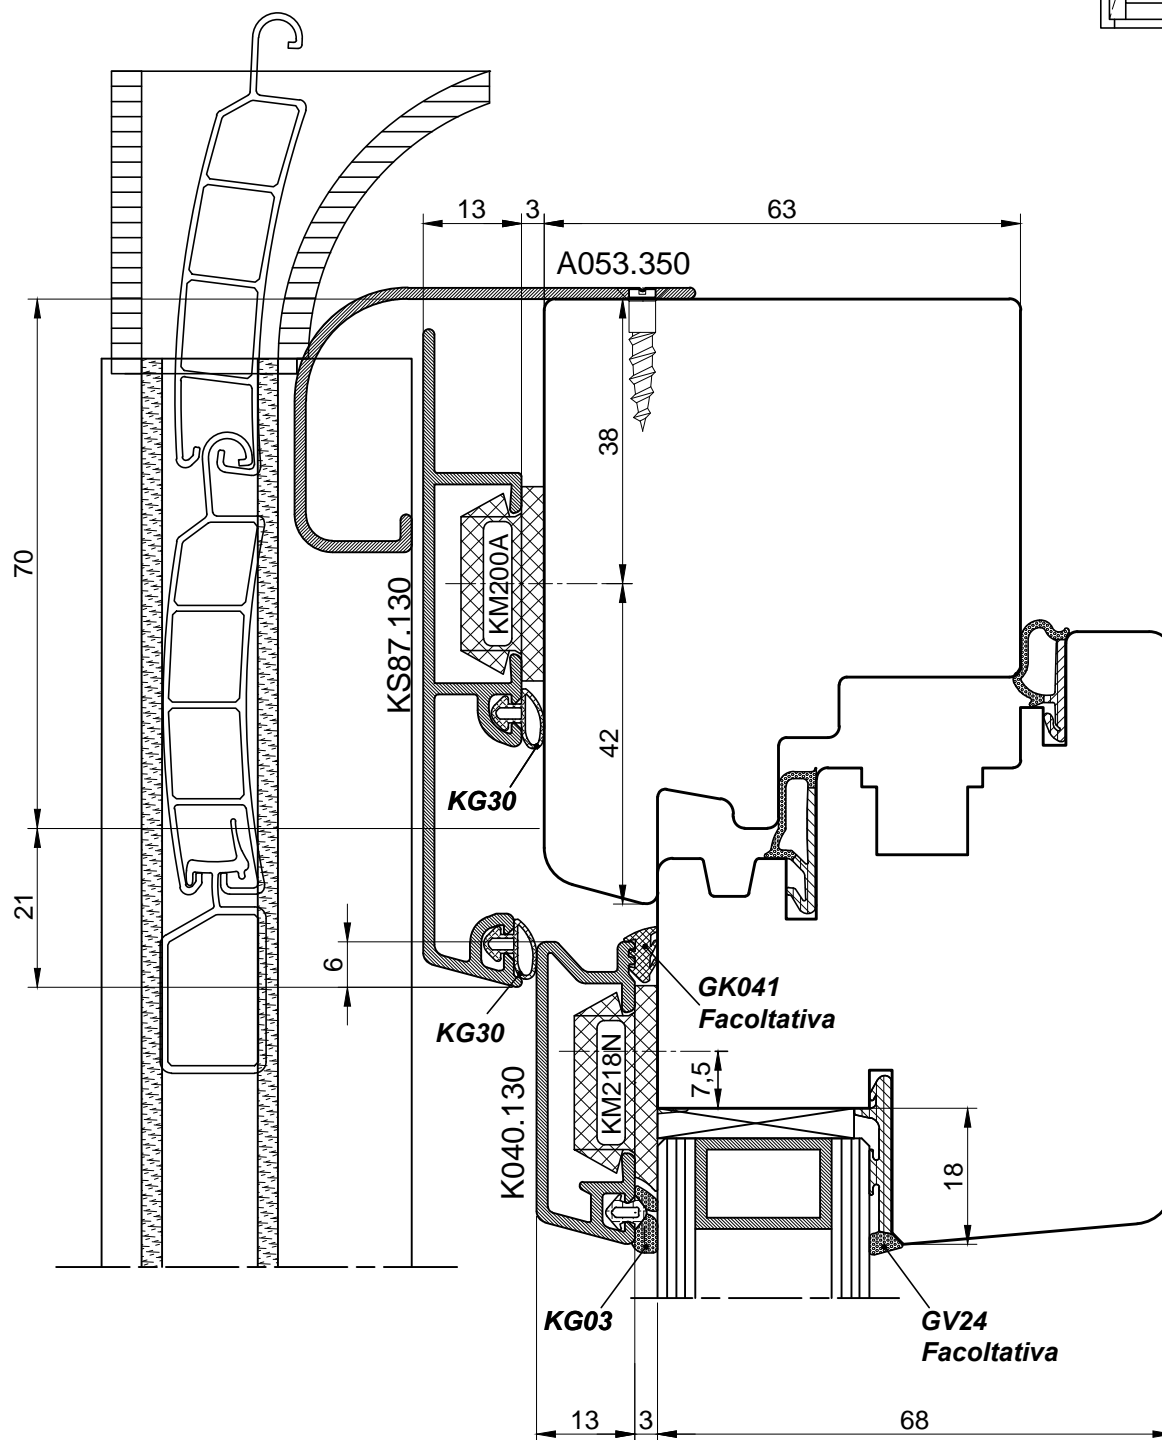 13
3
63
A053.350
38
70
KM200A
KS87.130
42
KG30
21
6
GK041
Facoltativa
KG30
KM218N
7,5
K040.130
18
KG03
GV24
Facoltativa
13
3
68